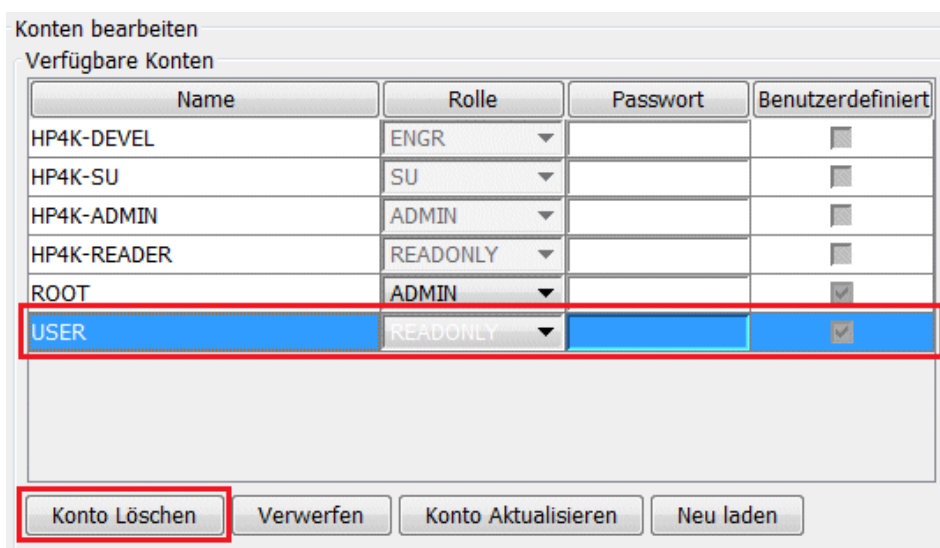 Konten bearbeiten
Verfügbare Konten
Name Rolle Passwort Benutzerdefiniert
HP4K-DEVEL ENGR
HP4K-SU SU
HP4K-ADMIN ADMIN
HP4K-READER READONLY
ROOT ADMIN
USER READONLY
Konto Löschen Verwerfen Konto Aktualisieren Neu laden